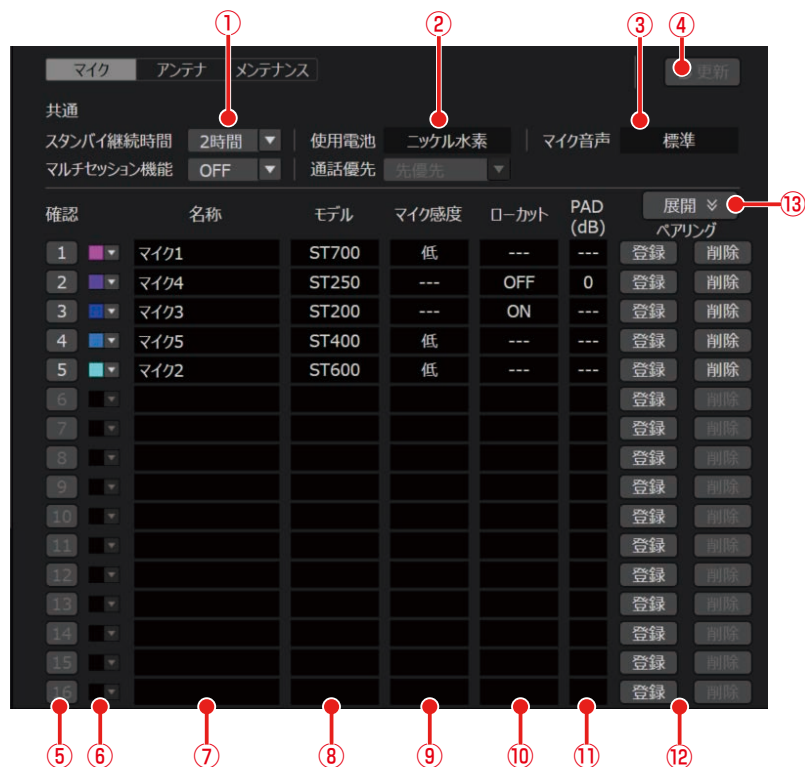 ① ② ③ ④
マイク アンテナ メンテナンス 更新
共通
スタンバイ継続時間 2時間 使用電池 ニッケル水素 マイク音声 標準
マルチセッション機能 OFF 通話優先 先優先
展開 ⑬
確認 名称 モデル マイク感度 ローカット PAD (dB) ペアリング
1 マイク1 ST700 低 --- --- 登録 削除
2 マイク4 ST250 --- OFF 0 登録 削除
3 マイク3 ST200 --- ON --- 登録 削除
4 マイク5 ST400 低 --- --- 登録 削除
5 マイク2 ST600 低 --- --- 登録 削除
6 登録 削除
7 登録 削除
8 登録 削除
9 登録 削除
10 登録 削除
11 登録 削除
12 登録 削除
13 登録 削除
14 登録 削除
15 登録 削除
16 登録 削除
⑤ ⑥ ⑦ ⑧ ⑨ ⑩ ⑪ ⑫